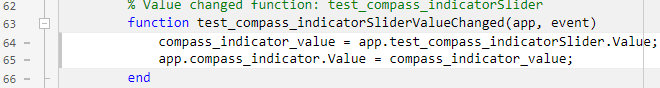 62 % Value changed function: test_compass_indicatorSlider
63 function test_compass_indicatorSliderValueChanged(app, event)
64 – compass_indicator_value = app.test_compass_indicatorSlider.Value;
65 – app.compass_indicator.Value = compass_indicator_value;
66 – end